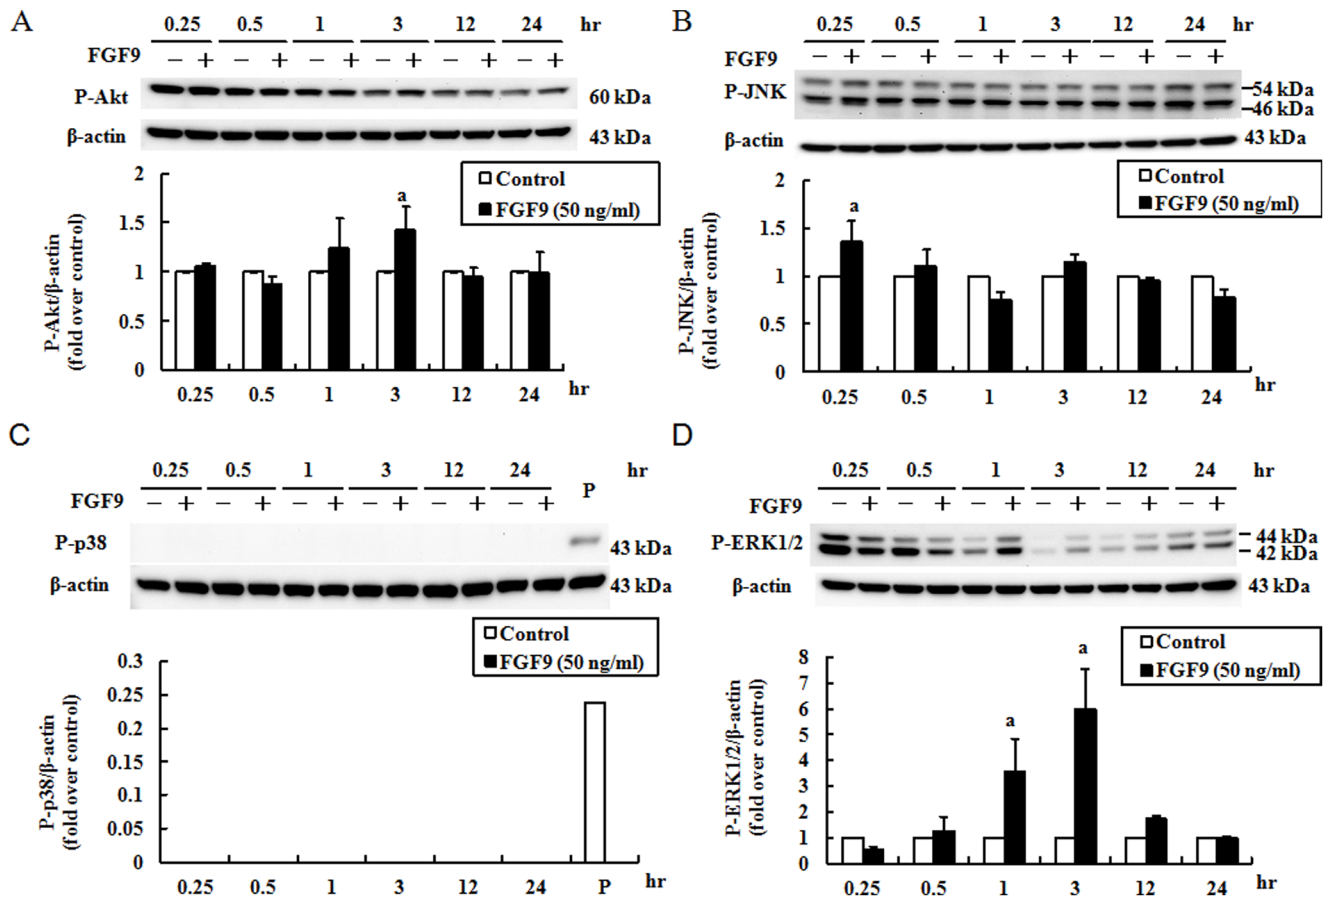 A
0.25 0.5 1 3 12 24 hr
FGF9 − + − + − + − + − + − +
P-Akt 60 kDa
β-actin 43 kDa
Control
FGF9 (50 ng/ml)
P-Akt/β-actin
(fold over control)
2
1.5
1
0.5
0
a
0.25 0.5 1 3 12 24 hr
B
0.25 0.5 1 3 12 24 hr
FGF9 − + − + − + − + − + − +
P-JNK 54 kDa
46 kDa
β-actin 43 kDa
Control
FGF9 (50 ng/ml)
P-JNK/β-actin
(fold over control)
2
1.5
1
0.5
0
a
0.25 0.5 1 3 12 24 hr
C
0.25 0.5 1 3 12 24 hr
FGF9 − + − + − + − + − + − + P
P-p38 43 kDa
β-actin 43 kDa
Control
FGF9 (50 ng/ml)
P-p38/β-actin
(fold over control)
0.3
0.25
0.2
0.15
0.1
0.05
0
0.25 0.5 1 3 12 24 P hr
D
0.25 0.5 1 3 12 24 hr
FGF9 − + − + − + − + − + − +
P-ERK1/2 44 kDa
42 kDa
β-actin 43 kDa
Control
FGF9 (50 ng/ml)
P-ERK1/2/β-actin
(fold over control)
8
7
6
5
4
3
2
1
0
a
a
0.25 0.5 1 3 12 24 hr